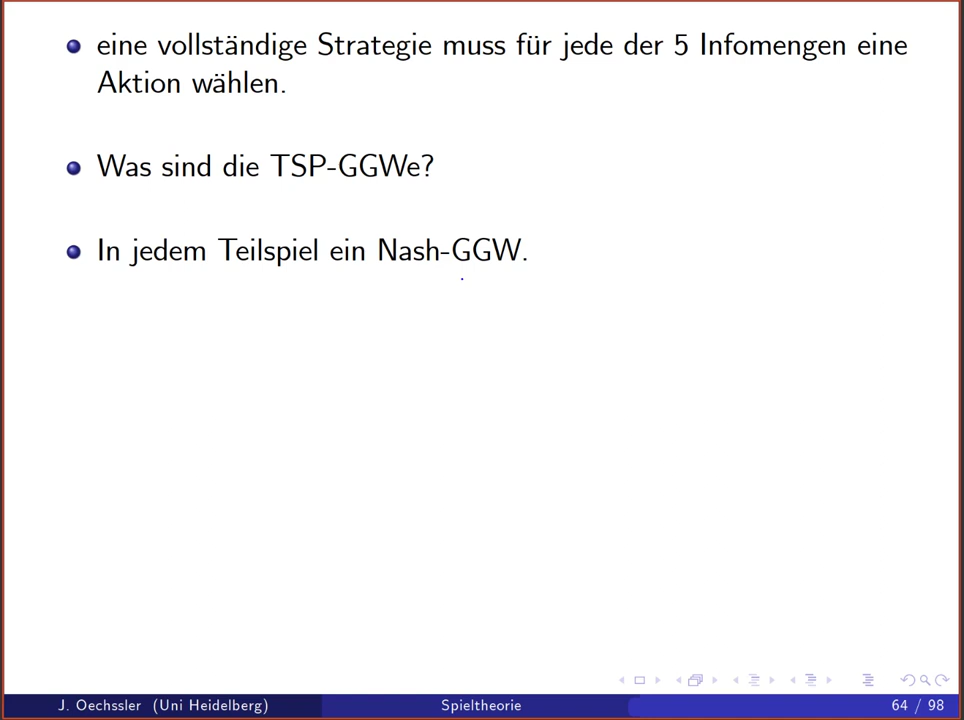 eine vollständige Strategie muss für jede der 5 Infomengen eine
Aktion wählen.
Was sind die TSP-GGWe?
In jedem Teilspiel ein Nash-GGW.
J. Oechssler (Uni Heidelberg) Spieltheorie 64 / 98